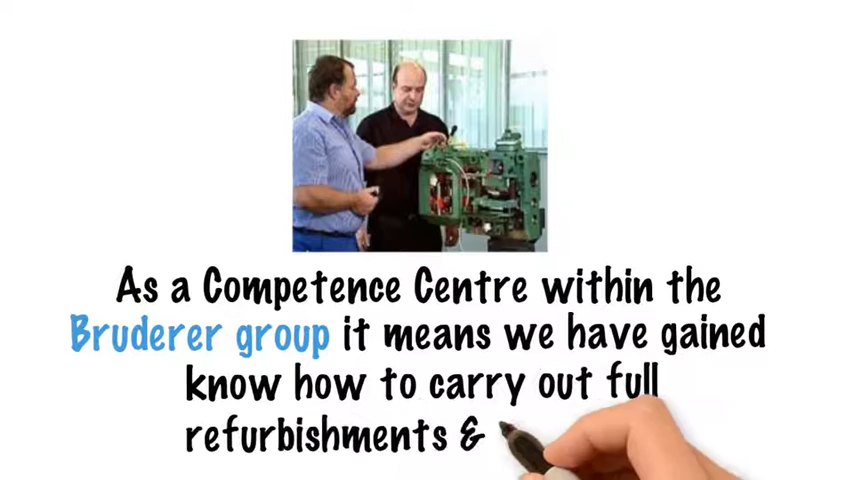 As a Competence Centre within the
Bruderer group it means we have gained
know how to carry out full
refurbishments &